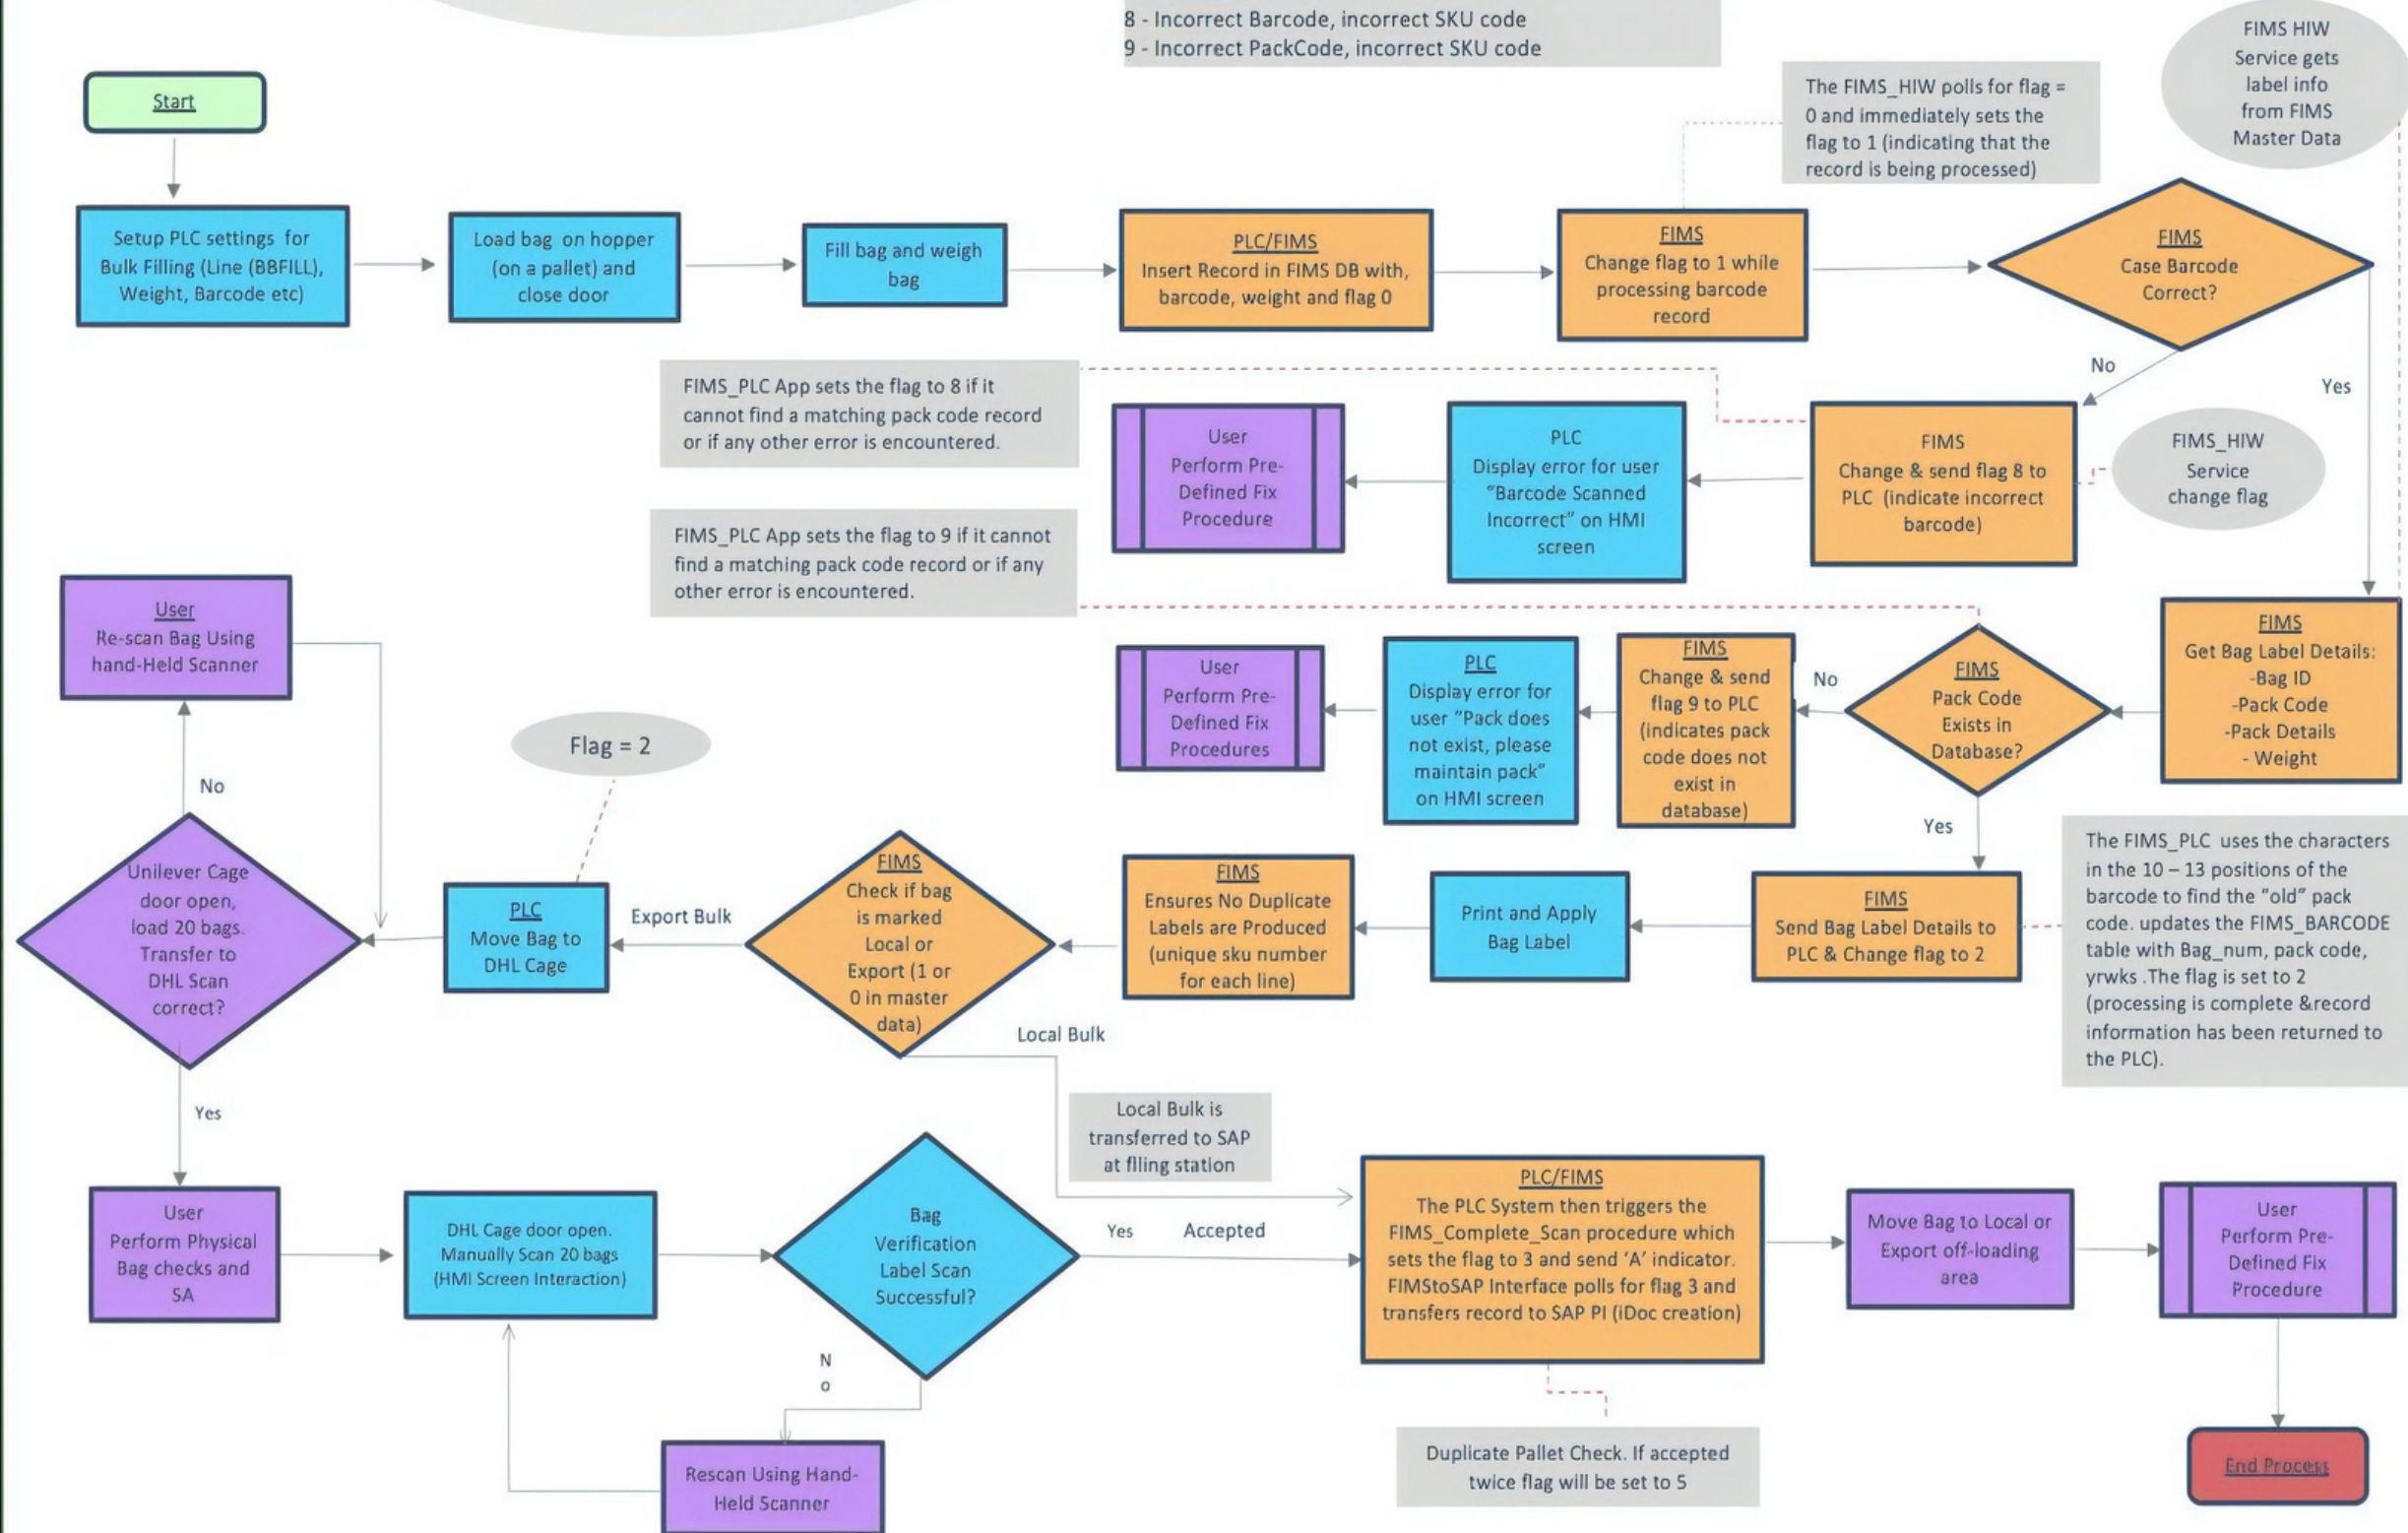 8 - Incorrect Barcode, incorrect SKU code
9 - Incorrect PackCode, incorrect SKU code
FIMS HIW
Service gets
label info
from FIMS
Master Data
The FIMS_HIW polls for flag =
0 and immediately sets the
flag to 1 (indicating that the
record is being processed)
Start
Setup PLC settings for
Bulk Filling (Line (BBFILL),
Weight, Barcode etc)
Load bag on hopper
(on a pallet) and
close door
Fill bag and weigh
bag
PLC/FIMS
Insert Record in FIMS DB with,
barcode, weight and flag 0
FIMS
Change flag to 1 while
processing barcode
record
FIMS
Case Barcode
Correct?
No
Yes
FIMS_PLC App sets the flag to 8 if it
cannot find a matching pack code record
or if any other error is encountered.
User
Perform Pre-
Defined Fix
Procedure
PLC
Display error for user
"Barcode Scanned
Incorrect" on HMI
screen
FIMS
Change & send flag 8 to
PLC (indicate incorrect
barcode)
FIMS_HIW
Service
change flag
FIMS_PLC App sets the flag to 9 if it cannot
find a matching pack code record or if any
other error is encountered.
User
Re-scan Bag Using
hand-Held Scanner
User
Perform Pre-
Defined Fix
Procedures
PLC
Display error for
user "Pack does
not exist, please
maintain pack"
on HMI screen
FIMS
Change & send
flag 9 to PLC
(indicates pack
code does not
exist in
database)
No
FIMS
Pack Code
Exists in
Database?
FIMS
Get Bag Label Details:
-Bag ID
-Pack Code
-Pack Details
- Weight
Flag = 2
No
Yes
Unilever Cage
door open,
load 20 bags.
Transfer to
DHL Scan
correct?
PLC
Move Bag to
DHL Cage
Export Bulk
FIMS
Check if bag
is marked
Local or
Export (1 or
0 in master
data)
FIMS
Ensures No Duplicate
Labels are Produced
(unique sku number
for each line)
Print and Apply
Bag Label
FIMS
Send Bag Label Details to
PLC & Change flag to 2
The FIMS_PLC uses the characters
in the 10 – 13 positions of the
barcode to find the "old" pack
code. updates the FIMS_BARCODE
table with Bag_num, pack code,
yrwks .The flag is set to 2
(processing is complete &record
information has been returned to
the PLC).
Local Bulk
Yes
Local Bulk is
transferred to SAP
at flling station
User
Perform Physical
Bag checks and
SA
DHL Cage door open.
Manually Scan 20 bags
(HMI Screen Interaction)
Bag
Verification
Label Scan
Successful?
Yes Accepted
PLC/FIMS
The PLC System then triggers the
FIMS_Complete_Scan procedure which
sets the flag to 3 and send 'A' indicator.
FIMStoSAP Interface polls for flag 3 and
transfers record to SAP PI (iDoc creation)
Move Bag to Local or
Export off-loading
area
User
Perform Pre-
Defined Fix
Procedure
N
o
Rescan Using Hand-
Held Scanner
Duplicate Pallet Check. If accepted
twice flag will be set to 5
End Process